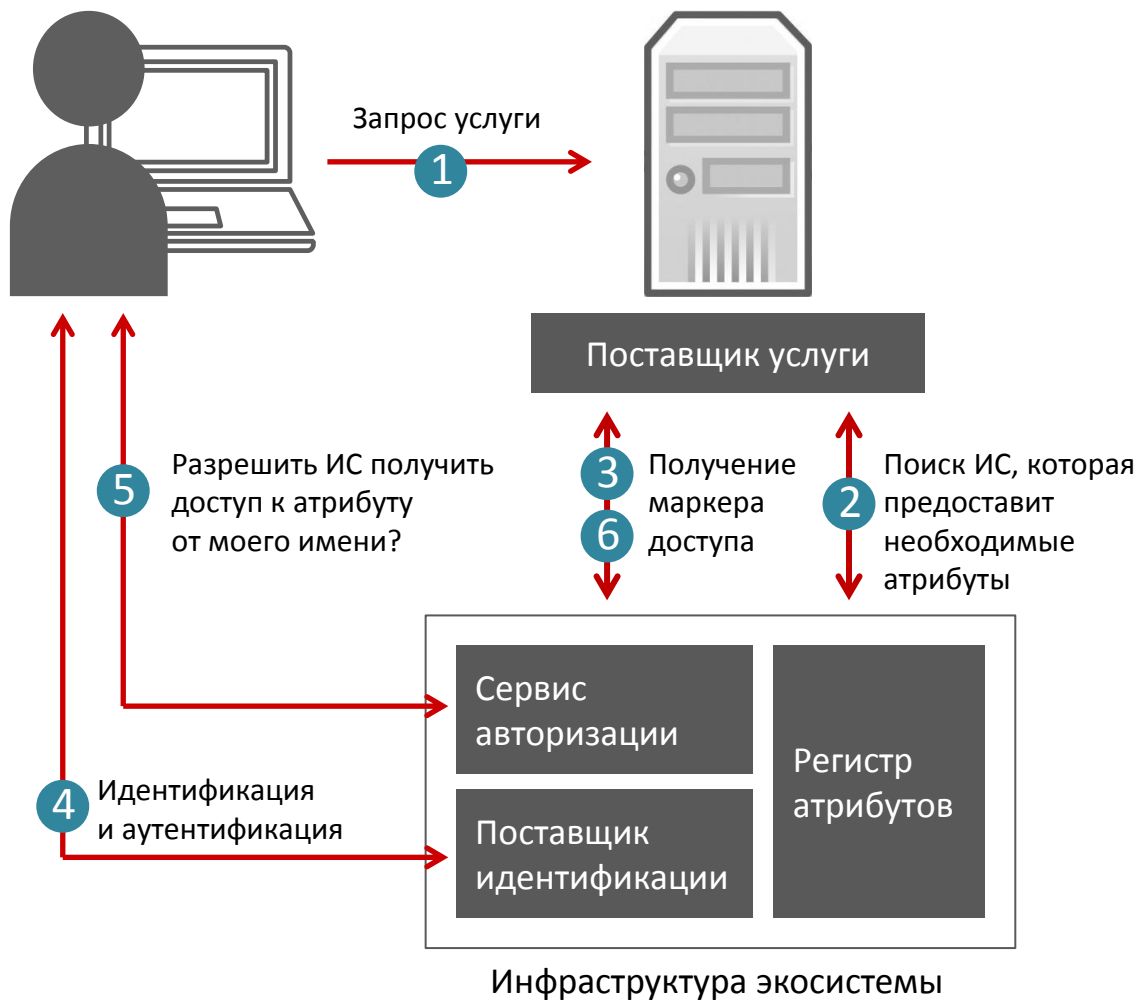 Запрос услуги
1
Поставщик услуги
5
Разрешить ИС получить
доступ к атрибуту
от моего имени?
3
6
Получение
маркера
доступа
2
Поиск ИС, которая
предоставит
необходимые
атрибуты
4
Идентификация
и аутентификация
Сервис
авторизации
Поставщик
идентификации
Регистр
атрибутов
Инфраструктура экосистемы